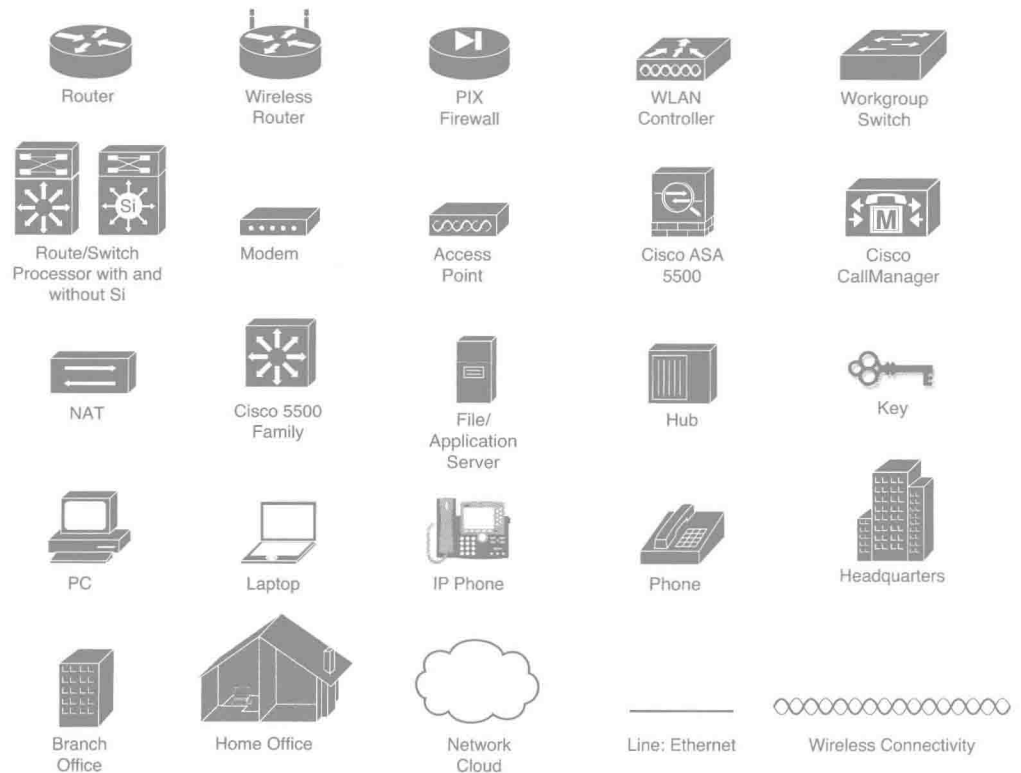 Router
Wireless
Router
PIX
Firewall
WLAN
Controller
Workgroup
Switch
Si
Route/Switch
Processor with and
without Si
Modem
Access
Point
Cisco ASA
5500
M
Cisco
CallManager
NAT
Cisco 5500
Family
File/
Application
Server
Hub
Key
PC
Laptop
IP Phone
Phone
Headquarters
Branch
Office
Home Office
Network
Cloud
Line: Ethernet
Wireless Connectivity